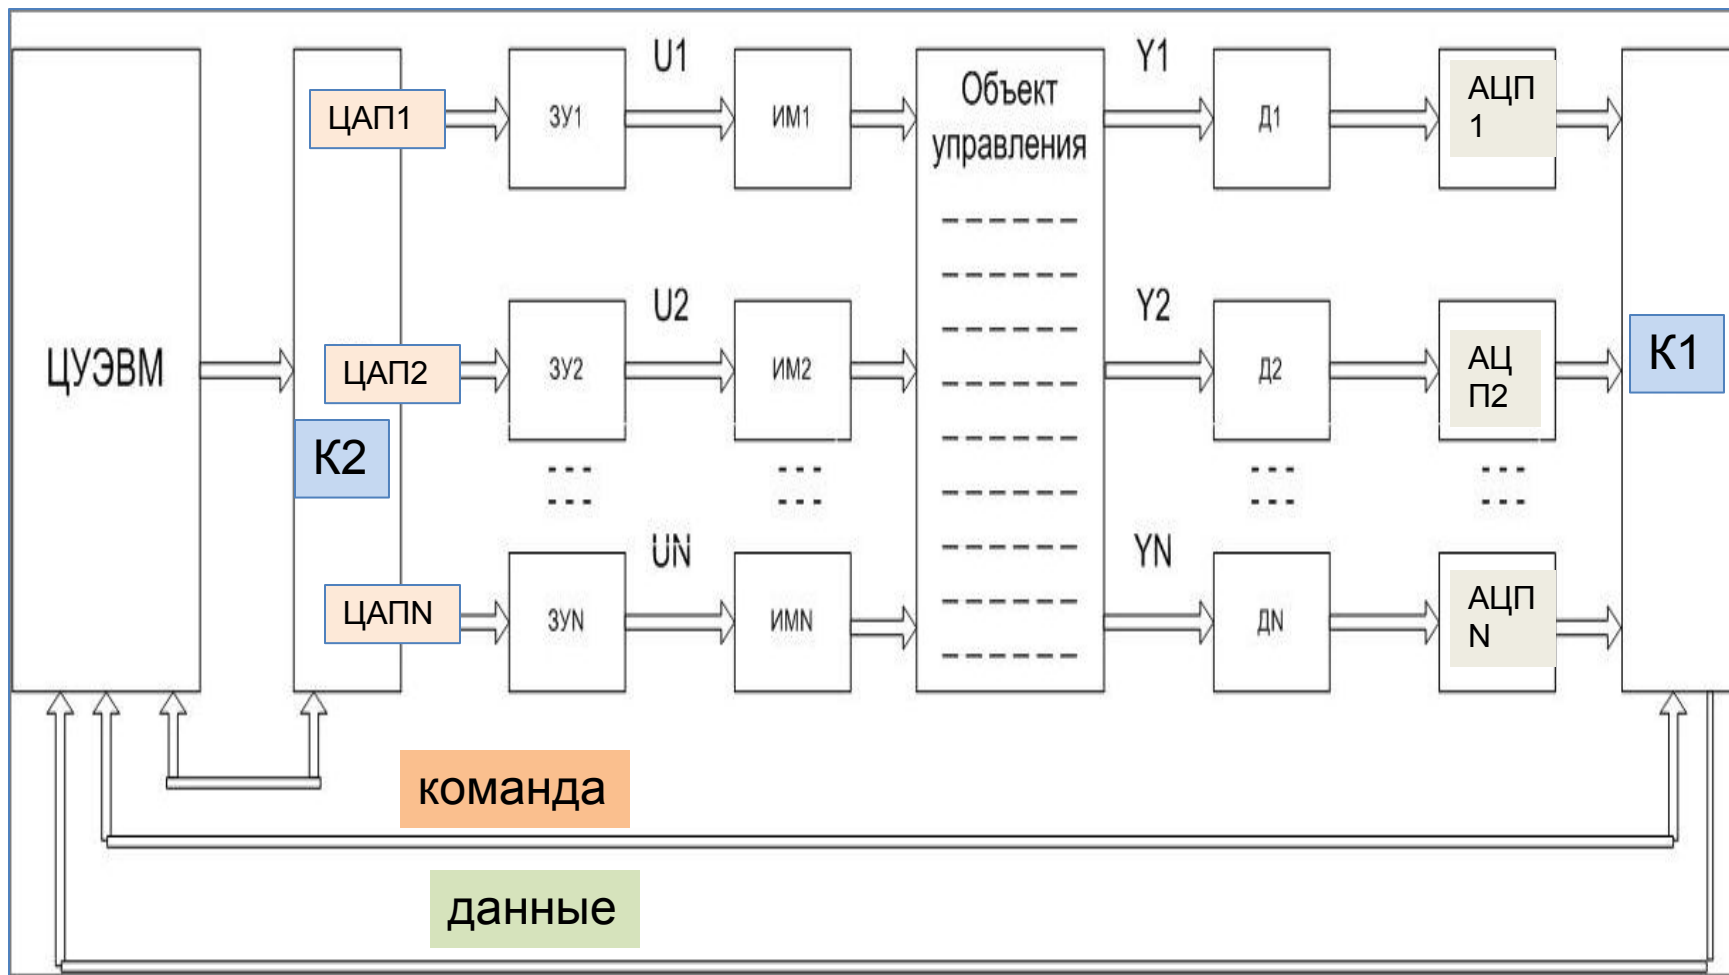 U1
Y1
ЦАП1
ЗУ1
ИМ1
Объект
управления
Д1
АЦП
1
U2
Y2
ЦУЭВМ
ЦАП2
ЗУ2
ИМ2
Д2
АЦ
П2
К1
К2
UN
YN
ЦАПN
ЗУN
ИМN
ДN
АЦП
N
команда
данные